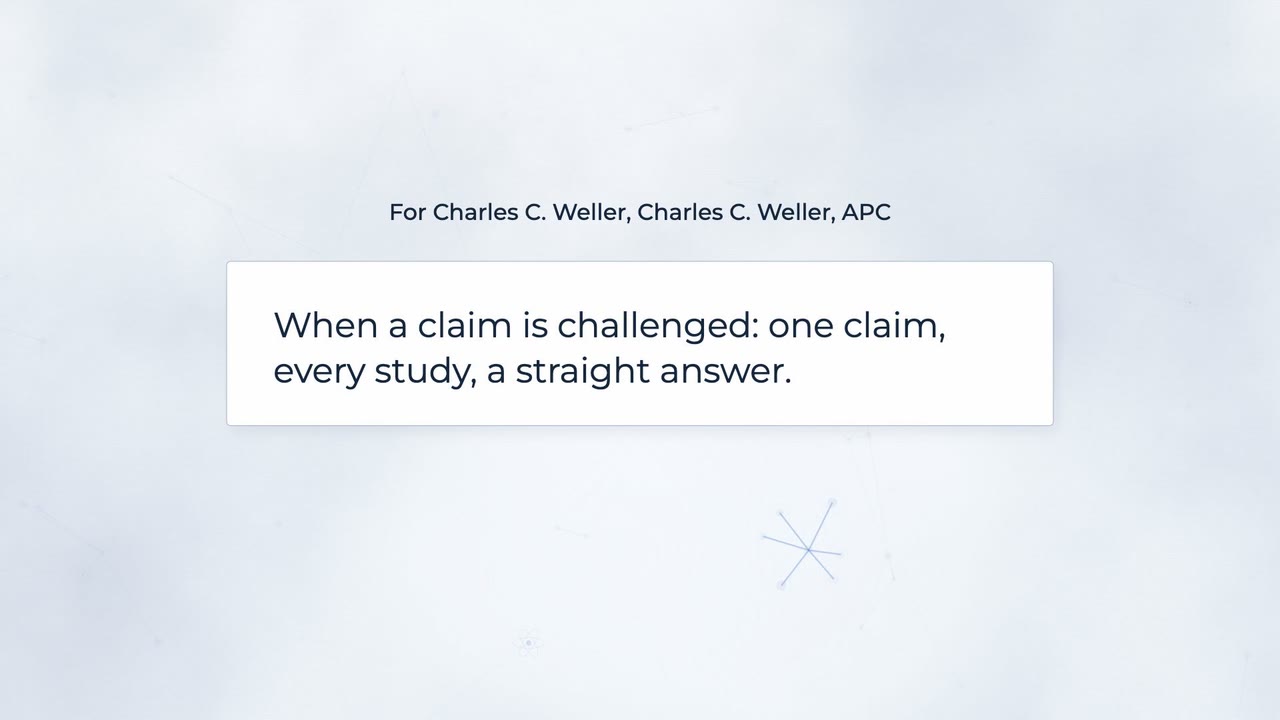 For Charles C. Weller, Charles C. Weller, APC
When a claim is challenged: one claim,
every study, a straight answer.